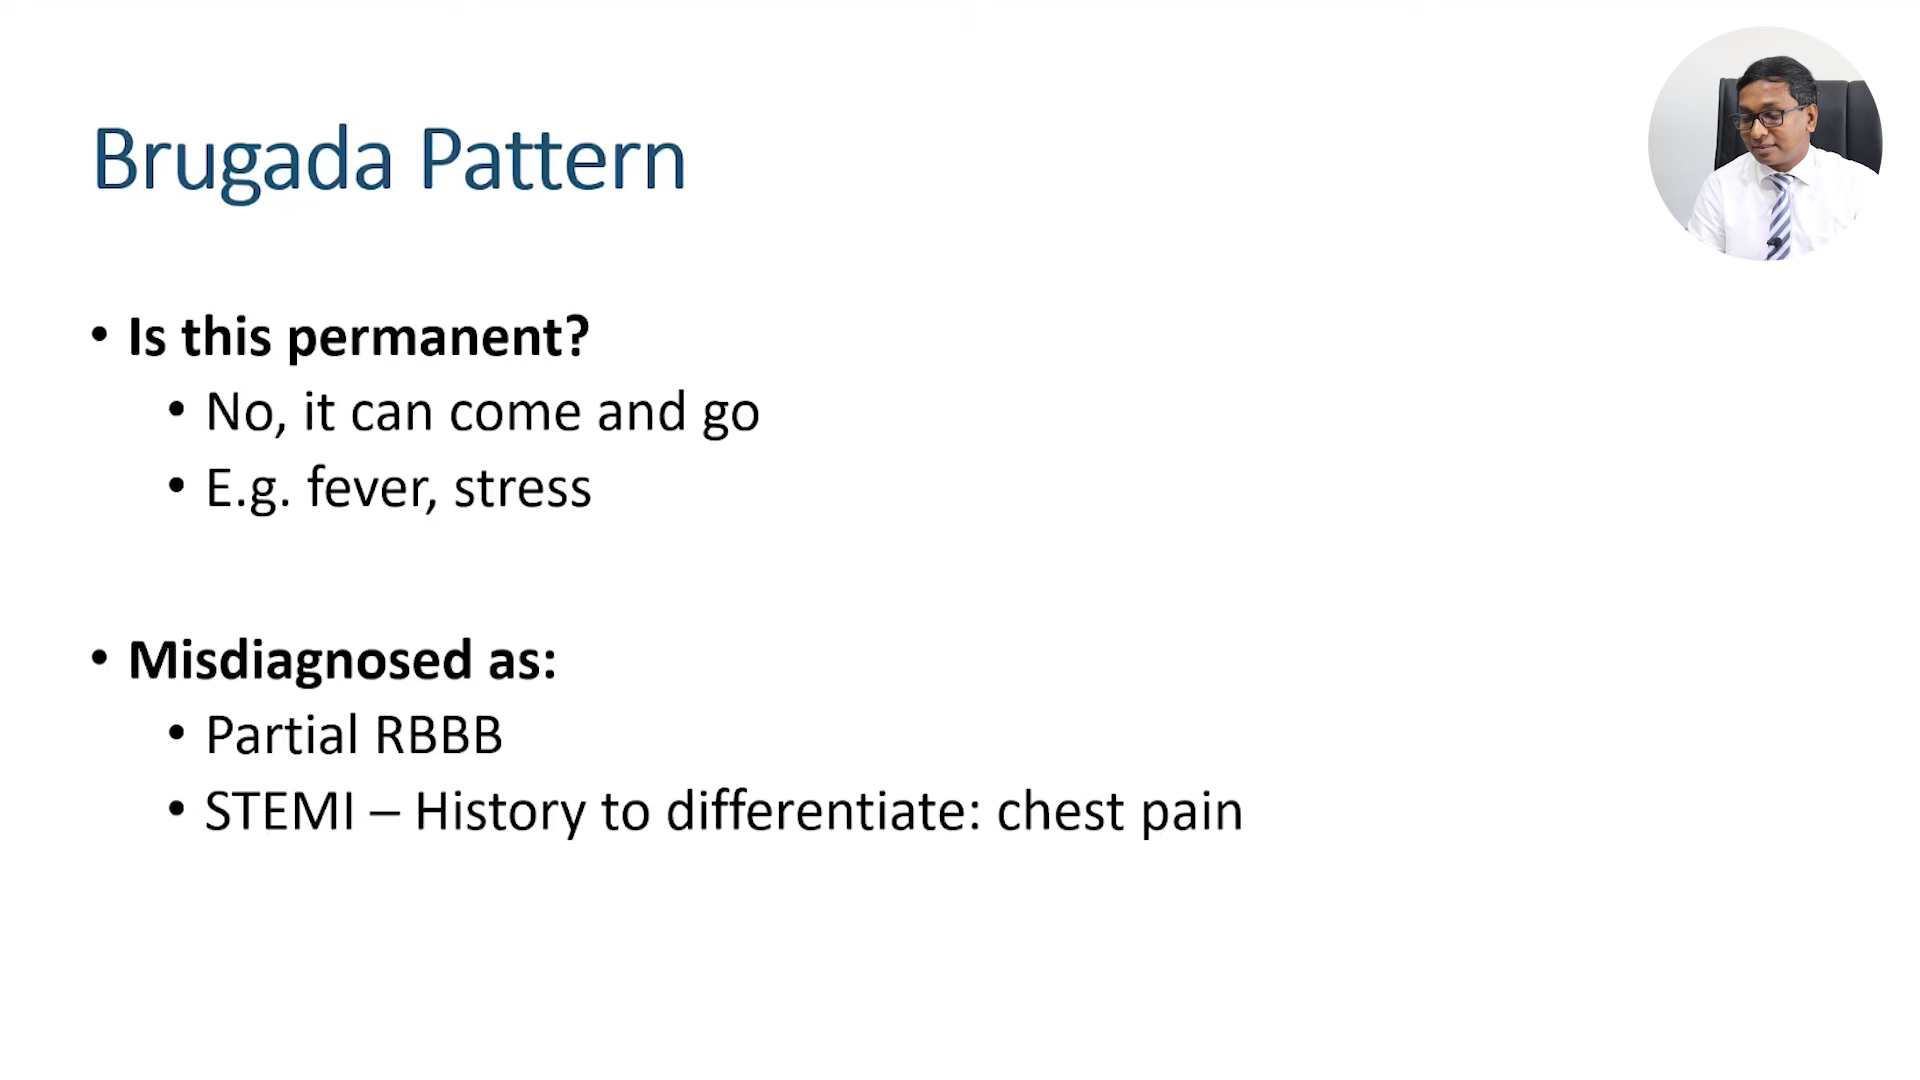 Brugada Pattern
• Is this permanent?
• No, it can come and go
• E.g. fever, stress
• Misdiagnosed as:
• Partial RBBB
• STEMI – History to differentiate: chest pain